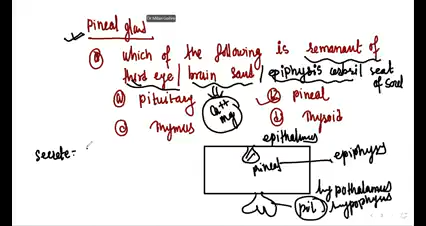 Pineal gland
Q which of the following is remenant of
third eye / brain sand / epiphysis cerebri / seat
of soul
a pituitary
b pineal
c Thymus
d Thyroid
Ca++
Mg
epithalamus
secrete =
pineal
epiphysis
hypothalamus
pit
hypophysis